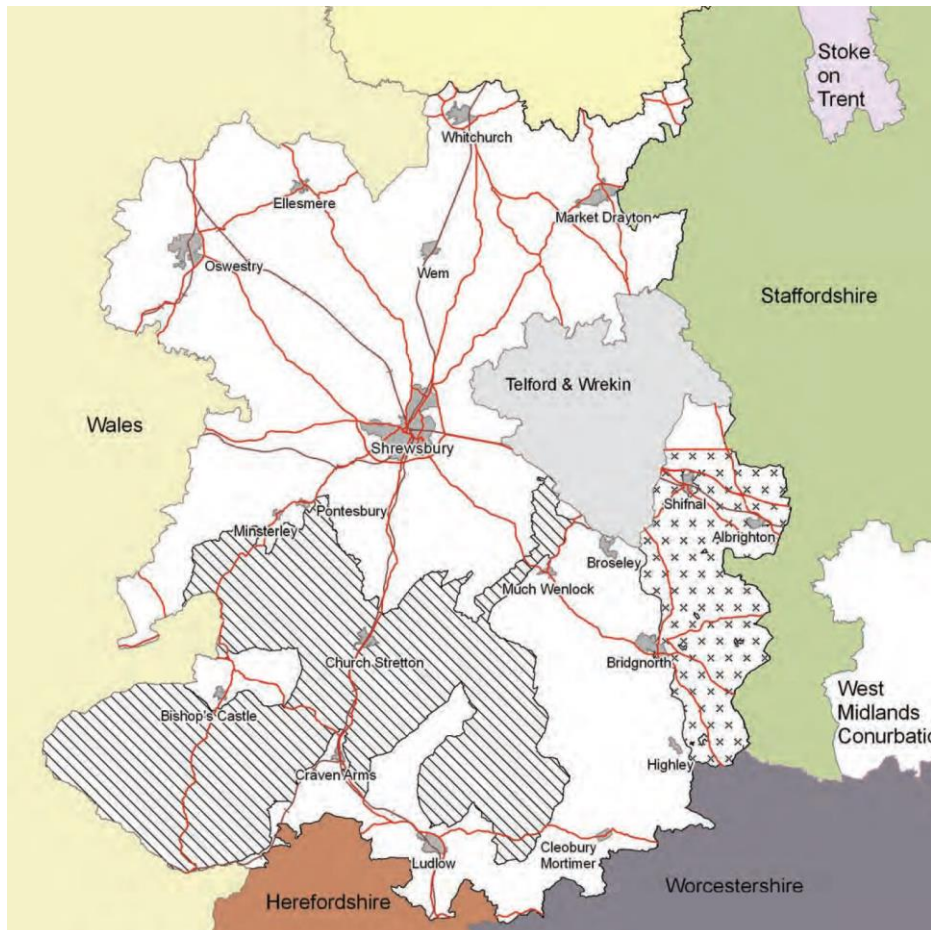 Stoke
on
Trent
Whitchurch
Ellesmere
Market Drayton
Oswestry
Wem
Staffordshire
Telford & Wrekin
Wales
Shrewsbury
Pontesbury
Shifnal
Minsterley
Albrighton
Broseley
Much Wenlock
Church Stretton
Bridgnorth
Bishop's Castle
West
Midlands
Conurbatio
Highley
Craven Arms
Ludlow
Cleobury
Mortimer
Worcestershire
Herefordshire